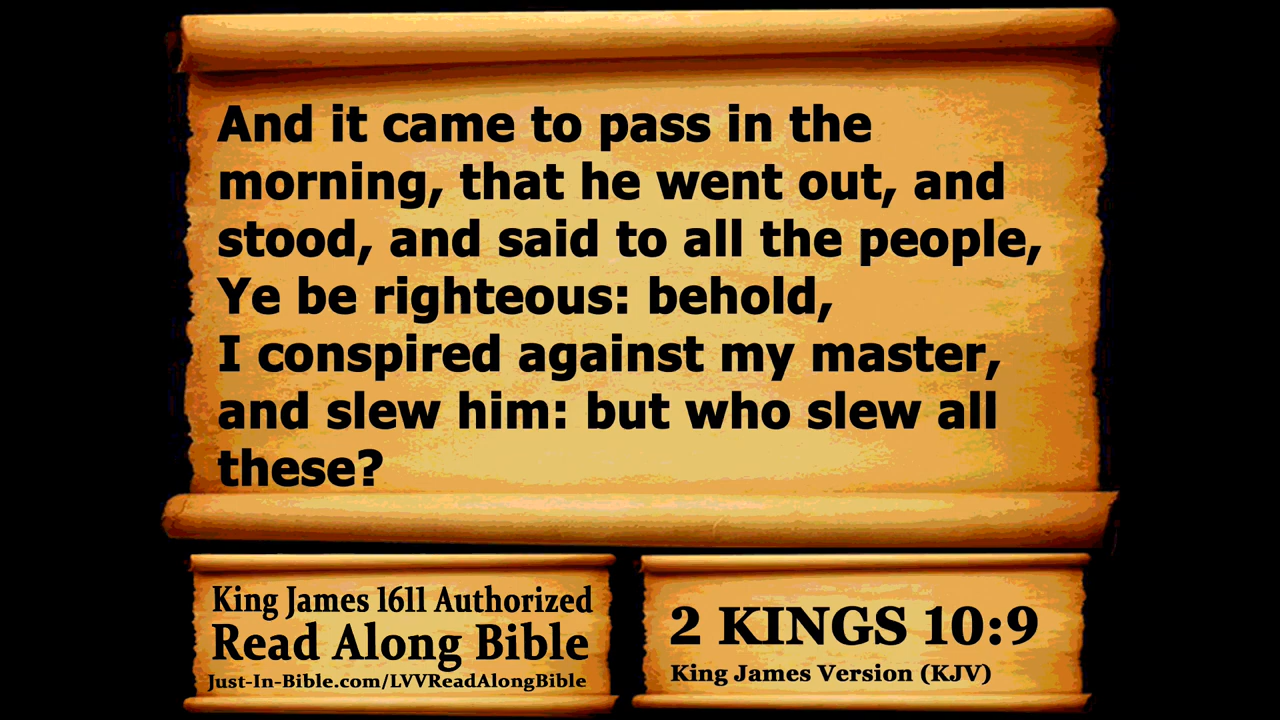 And it came to pass in the
morning, that he went out, and
stood, and said to all the people,
Ye be righteous: behold,
I conspired against my master,
and slew him: but who slew all
these?
King James 1611 Authorized
Read Along Bible
Just-In-Bible.com/LVVReadAlongBible
2 KINGS 10:9
King James Version (KJV)